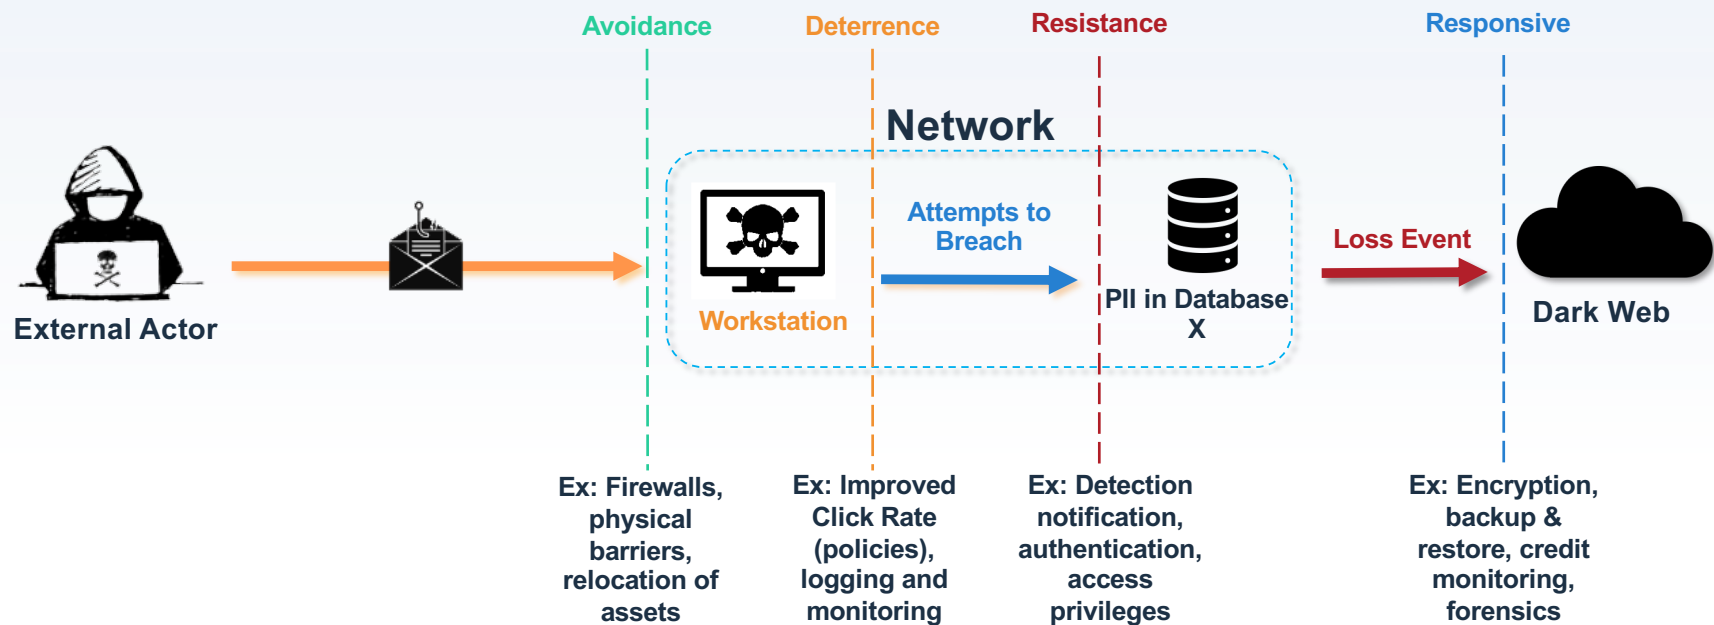 Avoidance
Deterrence
Resistance
Responsive
Network
Attempts to
Breach
Loss Event
External Actor
Workstation
PII in Database
X
Dark Web
Ex: Firewalls,
physical
barriers,
relocation of
assets
Ex: Improved
Click Rate
(policies),
logging and
monitoring
Ex: Detection
notification,
authentication,
access
privileges
Ex: Encryption,
backup &
restore, credit
monitoring,
forensics